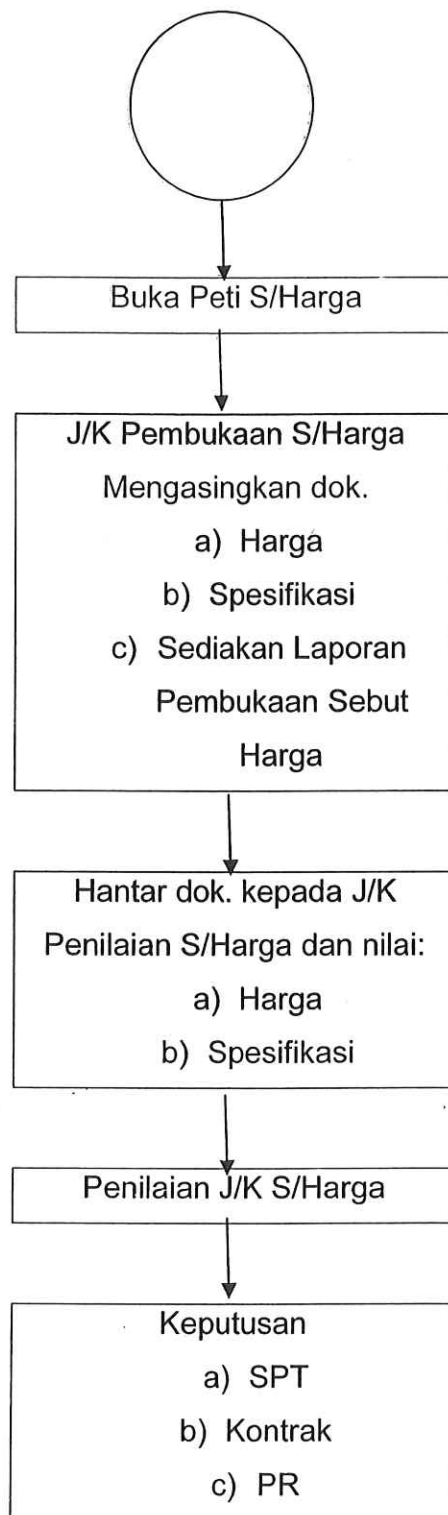 Buka Peti S/Harga
J/K Pembukaan S/Harga
Mengasingkan dok.
a) Harga
b) Spesifikasi
c) Sediakan Laporan
Pembukaan Sebut
Harga
Hantar dok. kepada J/K
Penilaian S/Harga dan nilai:
a) Harga
b) Spesifikasi
Penilaian J/K S/Harga
Keputusan
a) SPT
b) Kontrak
c) PR